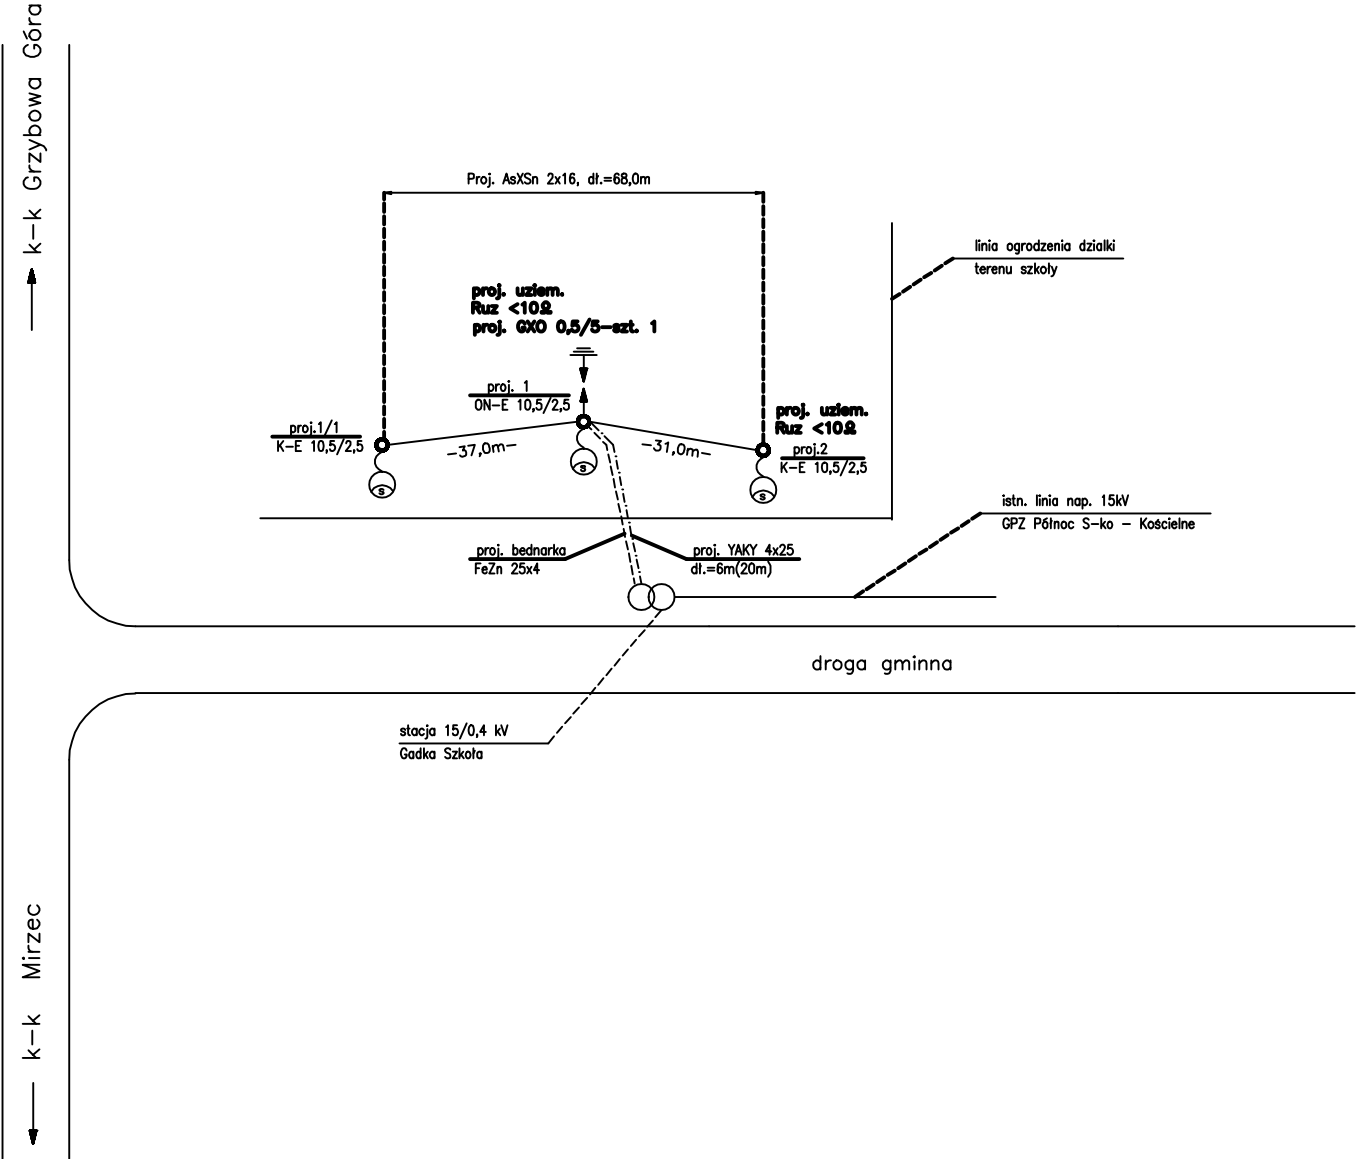 k-k Grzybowa Góra
Proj. AsXSn 2x16, dł.=68,0m
linia ogrodzenia dzialki
terenu szkoly
proj. uziem.
Ruz <10Ω
proj. GXO 0,5/5-szt. 1
proj. 1
ON-E 10,5/2,5
proj.1/1
K-E 10,5/2,5
-37,0m-
-31,0m-
proj. uziem.
Ruz <10Ω
proj.2
K-E 10,5/2,5
s
s
s
istn. linia nap. 15kV
GPZ Północ S-ko - Kościelne
proj. bednarka
FeZn 25x4
proj. YAKY 4x25
dł.=6m(20m)
droga gminna
stacja 15/0,4 kV
Gadka Szkoła
k-k Mirzec